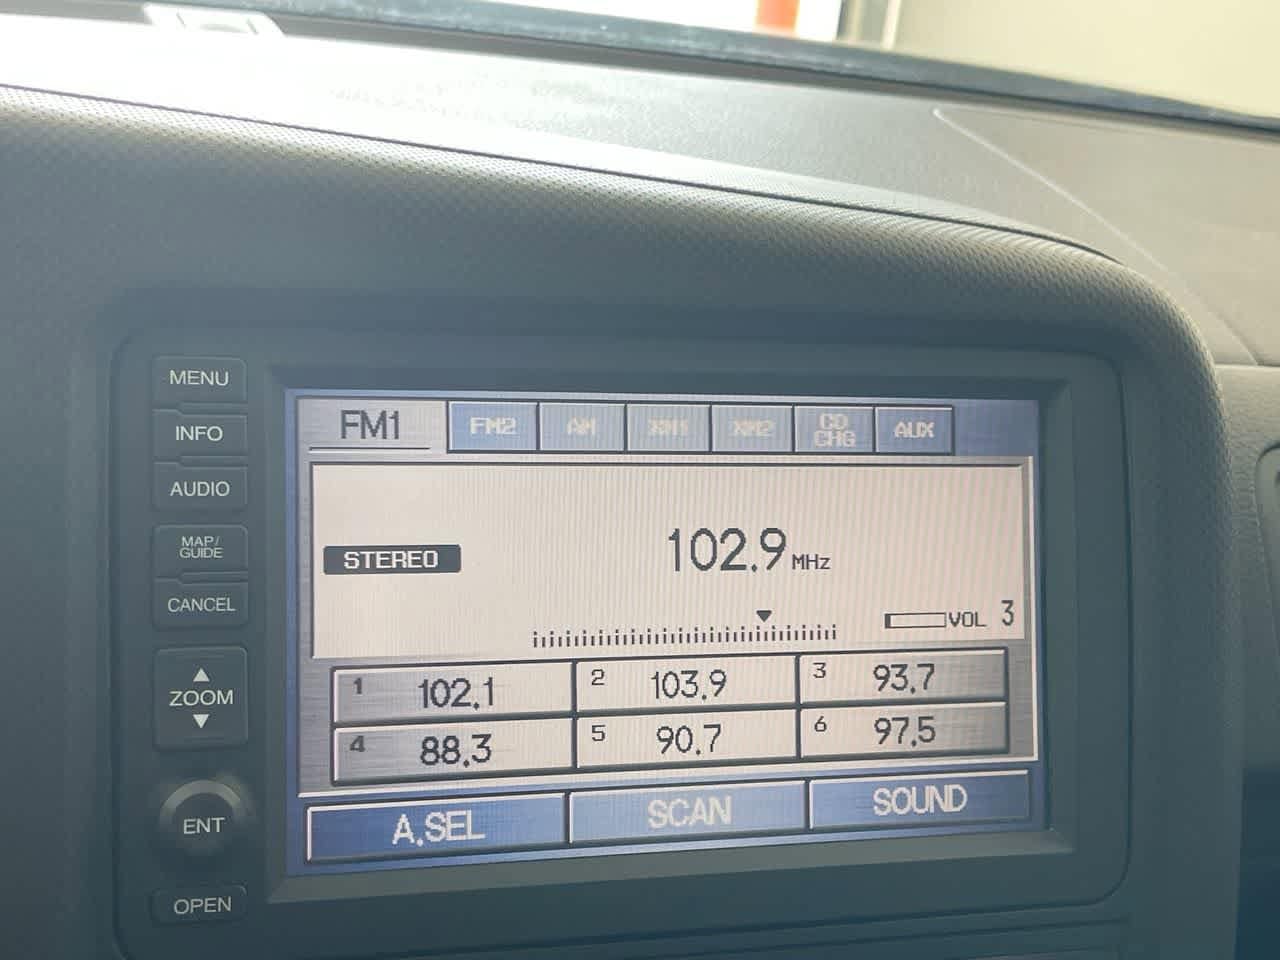 MENU
INFO
AUDIO
MAP/
GUIDE
CANCEL
▲
ZOOM
▼
ENT
OPEN
FM1 FM2 AM XM1 XM2 CD CHG AUX
STEREO 102.9 MHz
VOL 3
1 102.1 2 103.9 3 93.7
4 88.3 5 90.7 6 97.5
A.SEL SCAN SOUND